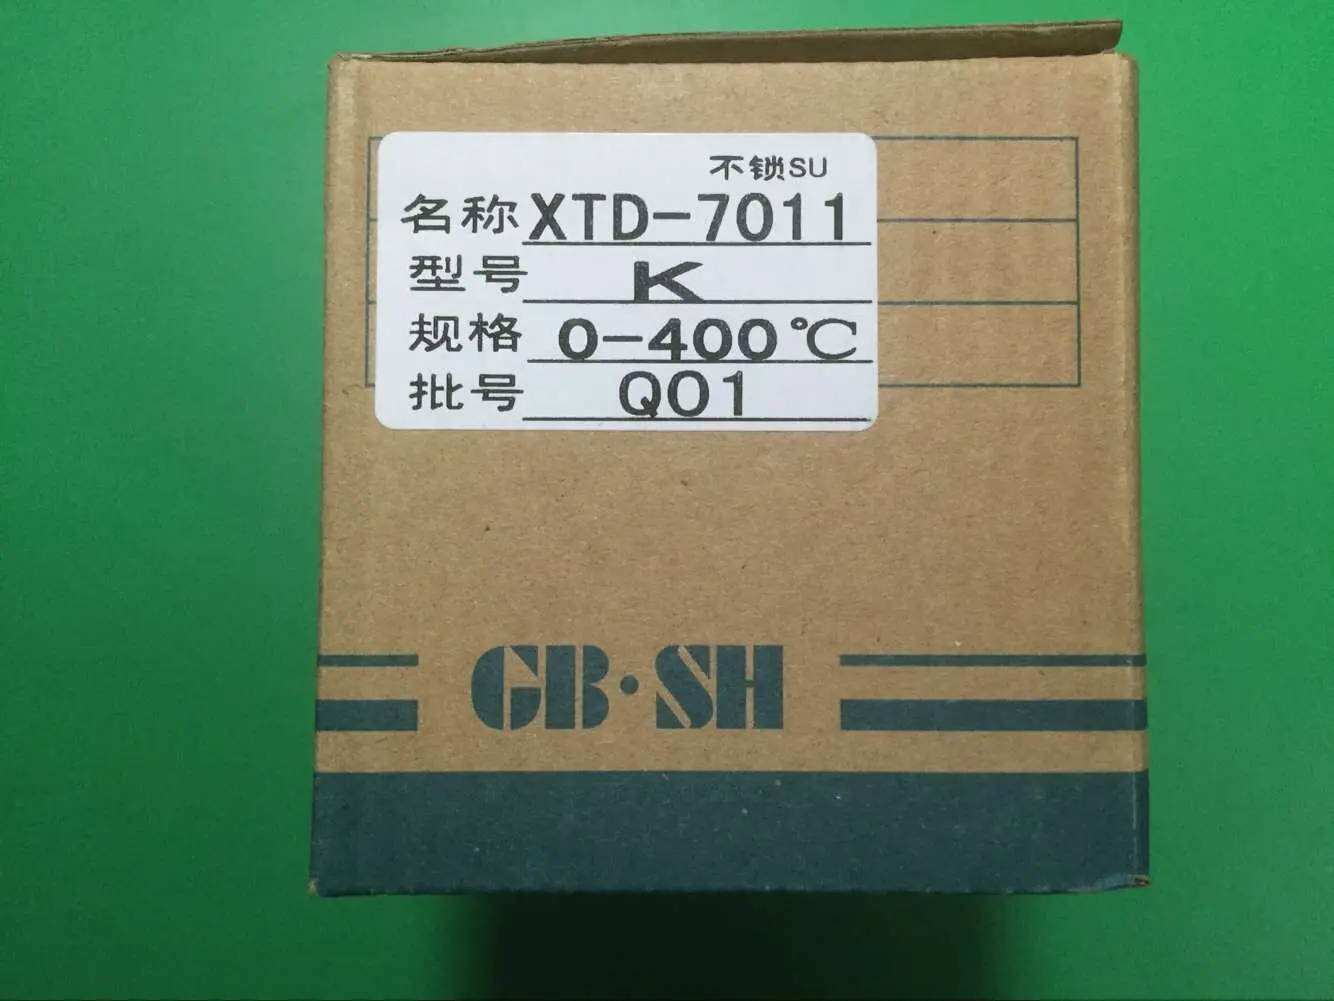 不锁SU
名称 XTD-7011
型号 K
规格 0-400℃
批号 Q01
GB·SH